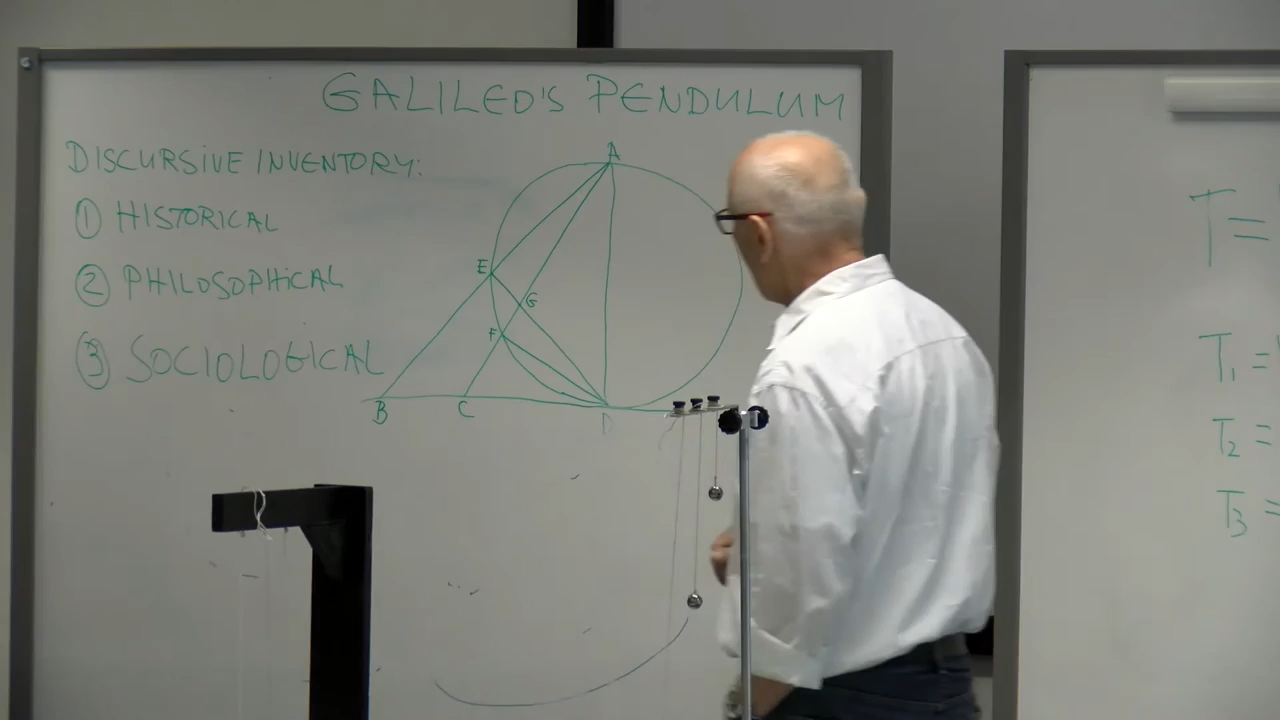 GALILEO'S PENDULUM
DISCURSIVE INVENTORY:
① HISTORICAL
② PHILOSOPHICAL
③ SOCIOLOGICAL
A
E
G
F
B
C
D
T =
T₁ =
T₂ =
T₃ =